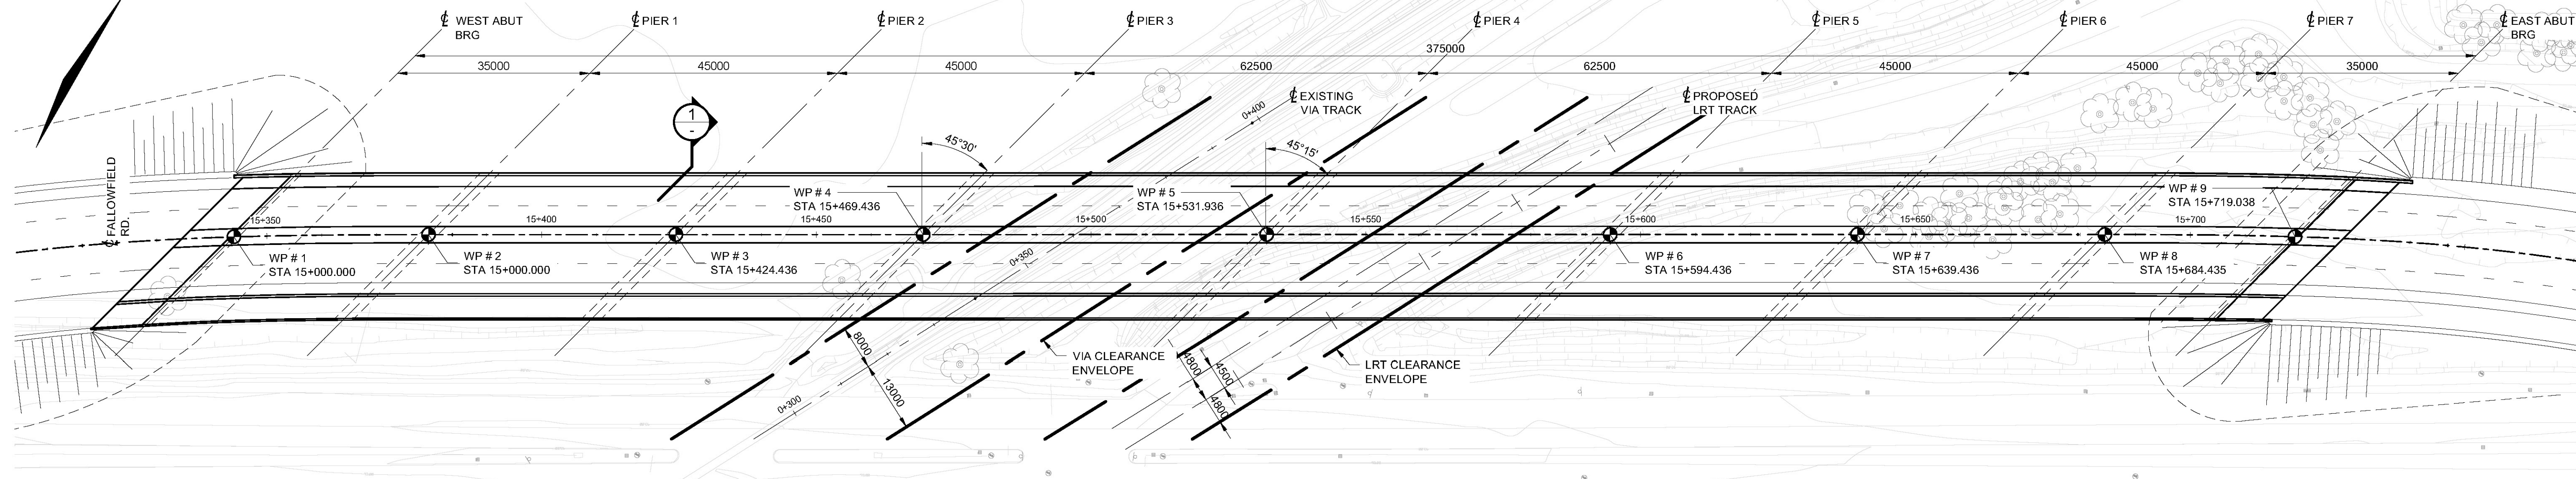 ℄ WEST ABUT
BRG
℄ PIER 1
℄ PIER 2
℄ PIER 3
℄ PIER 4
℄ PIER 5
℄ PIER 6
℄ PIER 7
℄ EAST ABUT
BRG
375000
35000
45000
45000
62500
62500
45000
45000
35000
℄ EXISTING
VIA TRACK
℄ PROPOSED
LRT TRACK
0+400
1
-
45°30'
45°15'
℄ FALLOWFIELD
RD.
WP # 4
STA 15+469.436
WP # 5
STA 15+531.936
WP # 9
STA 15+719.038
15+350
15+400
15+450
15+500
15+550
15+600
15+650
15+700
WP # 1
STA 15+000.000
WP # 2
STA 15+000.000
WP # 3
STA 15+424.436
0+350
WP # 6
STA 15+594.436
WP # 7
STA 15+639.436
WP # 8
STA 15+684.435
8000
13000
VIA CLEARANCE
ENVELOPE
4800
4500
4800
LRT CLEARANCE
ENVELOPE
0+300